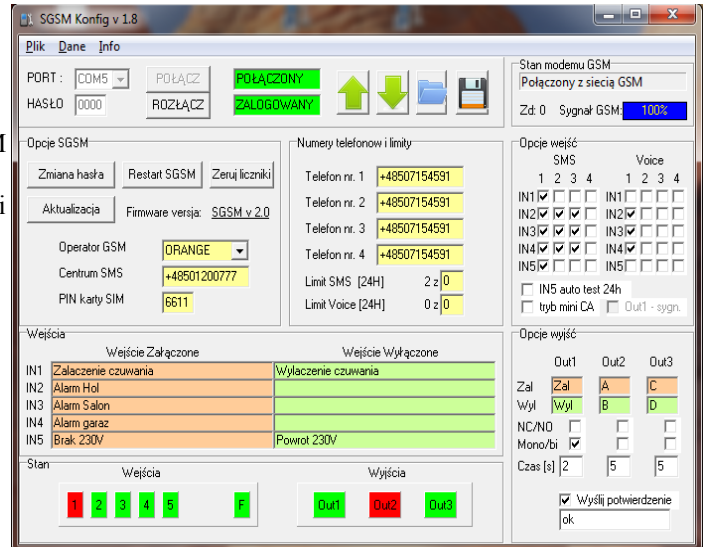 SGSM Konfig v 1.8
Plik Dane Info
PORT : COM5 POŁĄCZ POŁĄCZONY
HASŁO 0000 ROZŁĄCZ ZALOGOWANY
Stan modemu GSM
Połączony z siecią GSM
Zd: 0 Sygnał GSM: 100%
Opcje SGSM
Zmiana hasła Restart SGSM Zeruj liczniki
Aktualizacja Firmware versja: SGSM v 2.0
Operator GSM ORANGE
Centrum SMS +48501200777
PIN karty SIM 6611
Numery telefonow i limity
Telefon nr. 1 +48507154591
Telefon nr. 2 +48507154591
Telefon nr. 3 +48507154591
Telefon nr. 4 +48507154591
Limit SMS [24H] 2 z 0
Limit Voice [24H] 0 z 0
Opcje wejść
SMS Voice
1 2 3 4 1 2 3 4
IN1 IN1
IN2 IN2
IN3 IN3
IN4 IN4
IN5 IN5
IN5 auto test 24h
tryb mini CA Out1 - sygn.
Wejścia
Wejście Załączone Wejście Wyłączone
IN1 Zalaczenie czuwania Wylaczenie czuwania
IN2 Alarm Hol
IN3 Alarm Salon
IN4 Alarm garaz
IN5 Brak 230V Powrot 230V
Opcje wyjść
Out1 Out2 Out3
Zal Zal A C
Wyl Wyl B D
NC/NO
Mono/bi
Czas [s] 2 5 5
Wyślij potwierdzenie
ok
Stan
Wejścia Wyjścia
1 2 3 4 5 F Out1 Out2 Out3
M
i